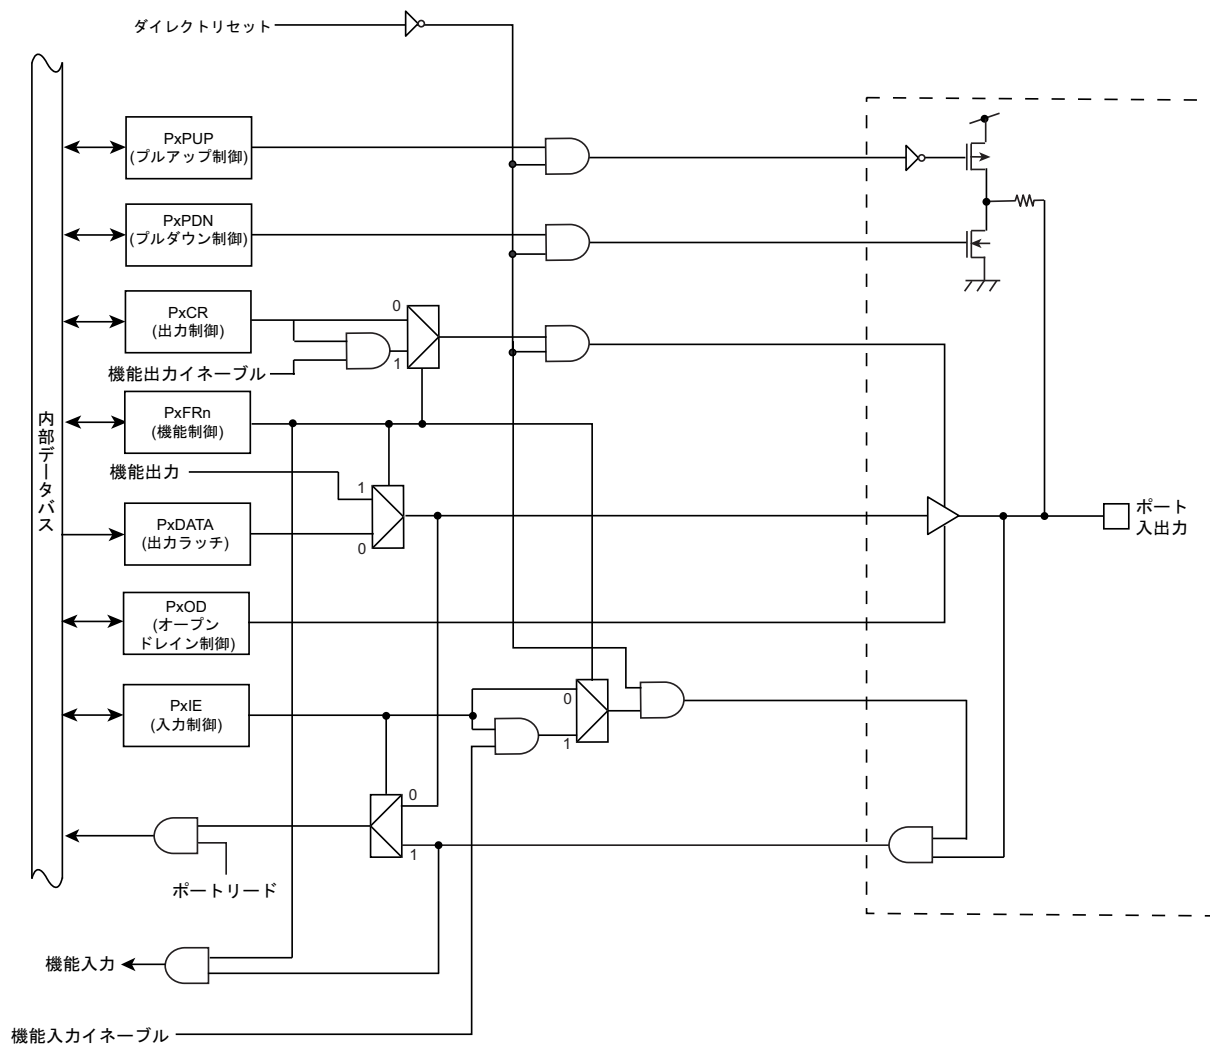 ダイレクトリセット
PxPUP
(プルアップ制御)
PxPDN
(プルダウン制御)
PxCR
(出力制御)
0
1
機能出力イネーブル
内部データバス
PxFRn
(機能制御)
機能出力
1
PxDATA
(出力ラッチ)
0
ポート
入出力
PxOD
(オープン
ドレイン制御)
PxIE
(入力制御)
0
1
0
1
ポートリード
機能入力
機能入力イネーブル